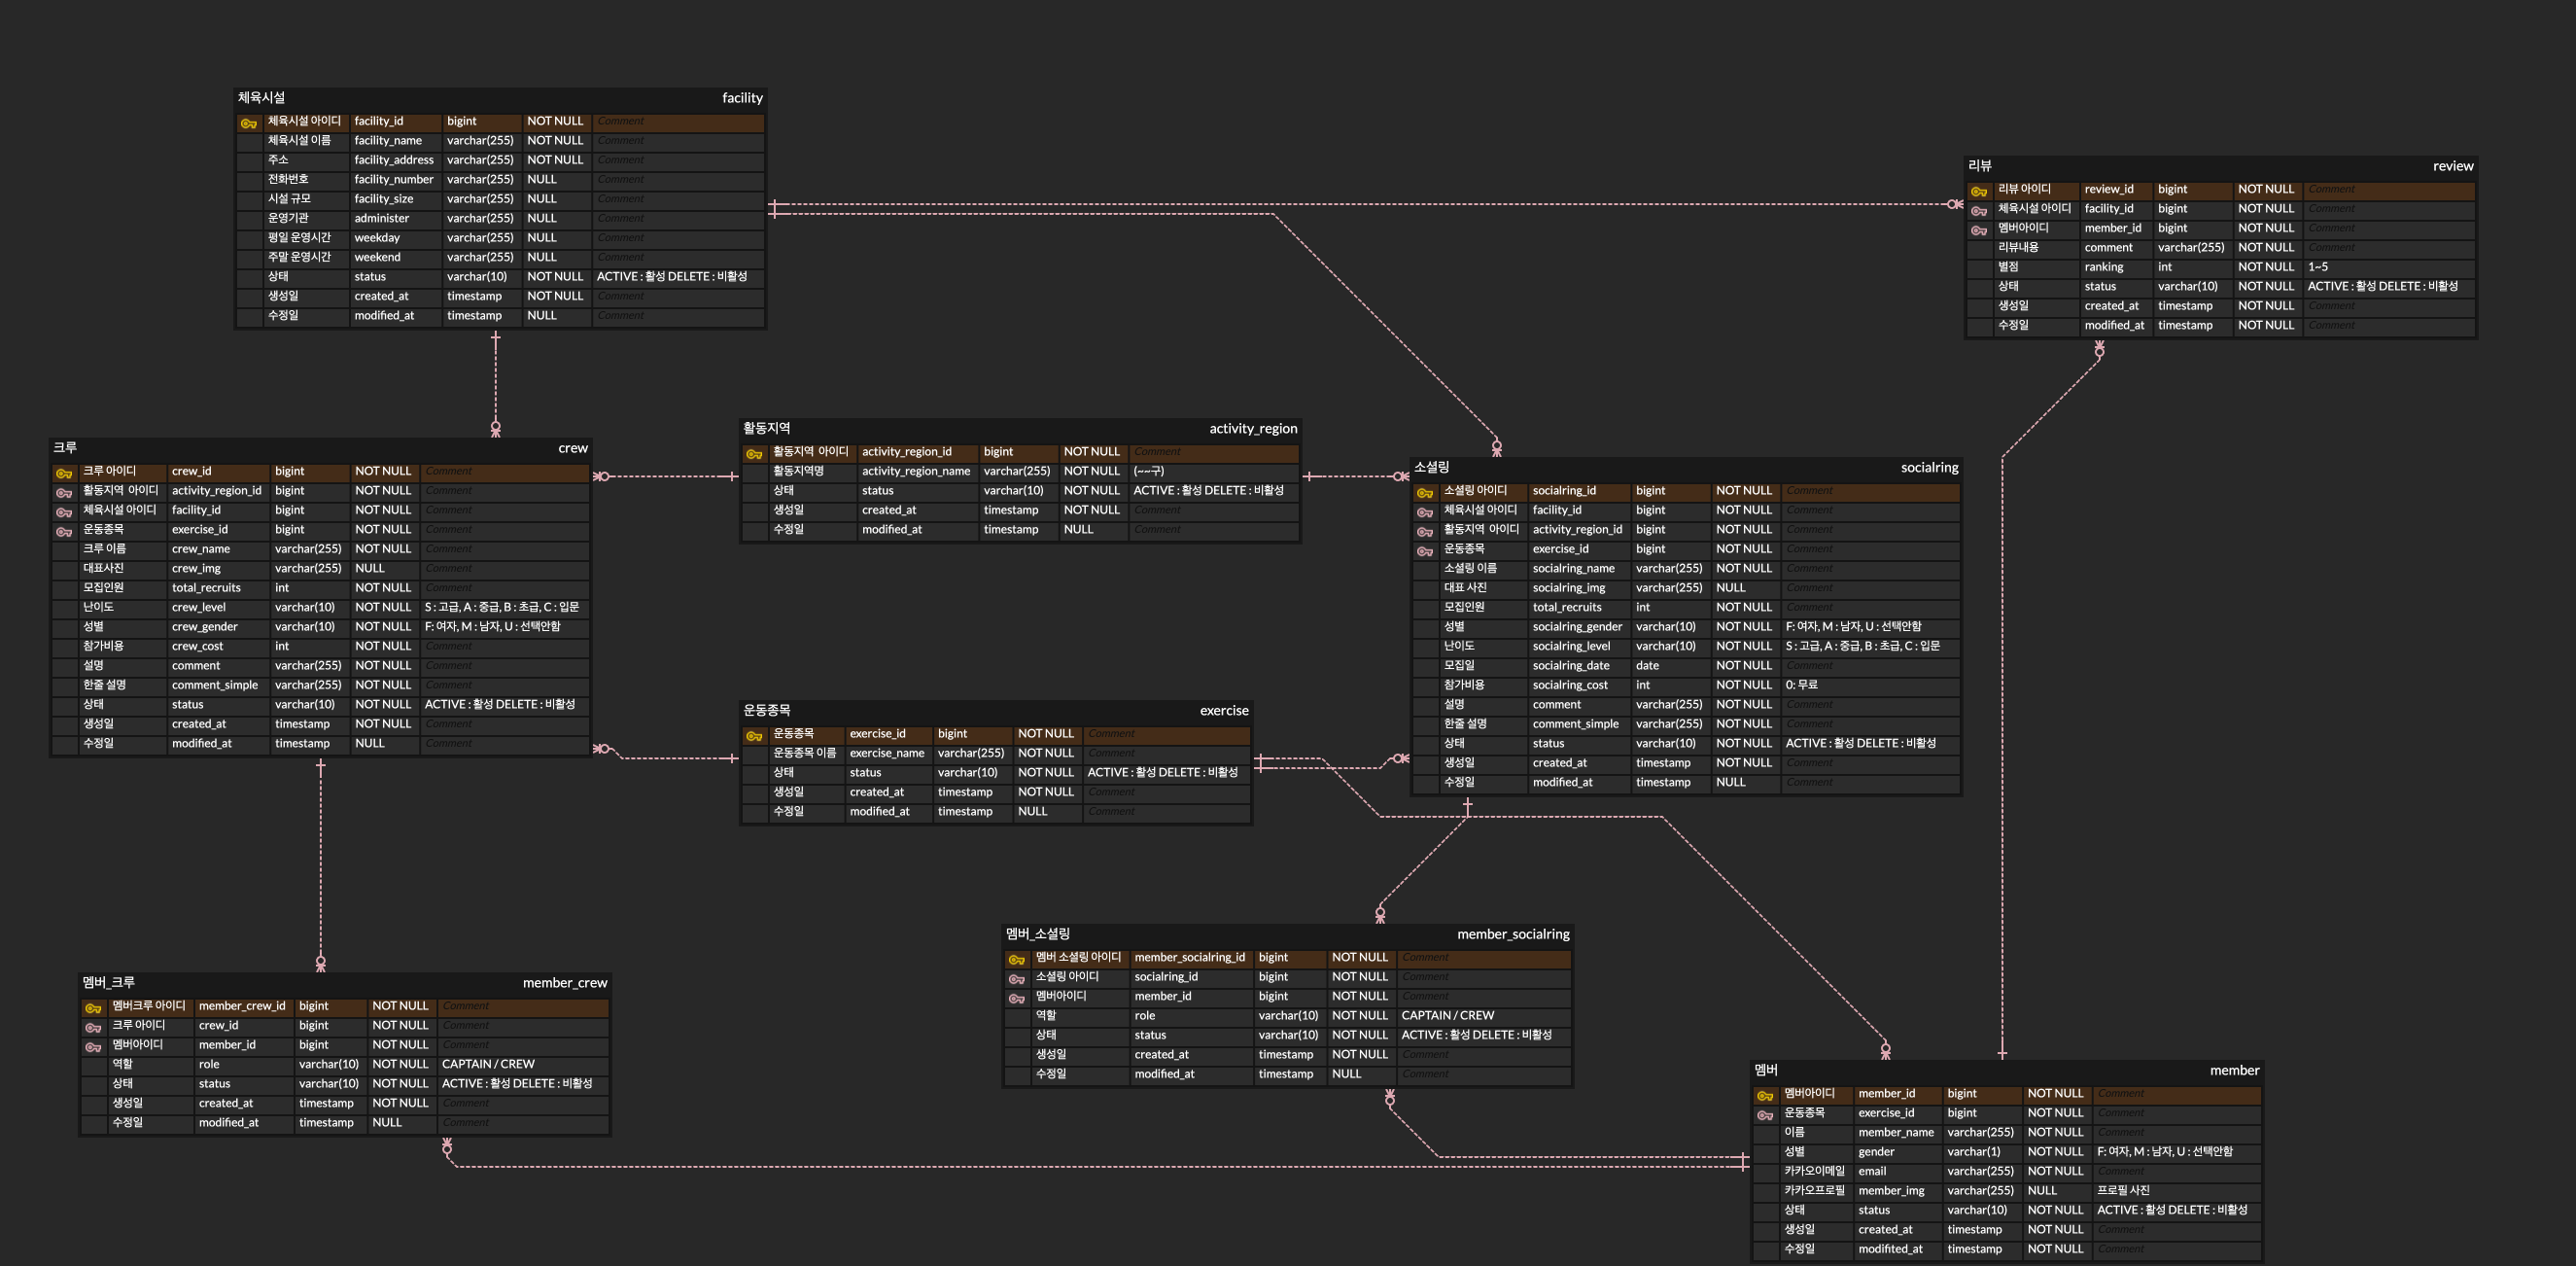 체육시설 facility
체육시설 아이디 facility_id bigint NOT NULL Comment
체육시설 이름 facility_name varchar(255) NOT NULL Comment
주소 facility_address varchar(255) NOT NULL Comment
전화번호 facility_number varchar(255) NULL Comment
시설 규모 facility_size varchar(255) NULL Comment
운영기관 administer varchar(255) NULL Comment
평일 운영시간 weekday varchar(255) NULL Comment
주말 운영시간 weekend varchar(255) NULL Comment
상태 status varchar(10) NOT NULL ACTIVE : 활성 DELETE : 비활성
생성일 created_at timestamp NOT NULL Comment
수정일 modified_at timestamp NULL Comment
리뷰 review
리뷰 아이디 review_id bigint NOT NULL Comment
체육시설 아이디 facility_id bigint NOT NULL Comment
멤버아이디 member_id bigint NOT NULL Comment
리뷰내용 comment varchar(255) NOT NULL Comment
별점 ranking int NOT NULL 1~5
상태 status varchar(10) NOT NULL ACTIVE : 활성 DELETE : 비활성
생성일 created_at timestamp NOT NULL Comment
수정일 modified_at timestamp NOT NULL Comment
크루 crew
크루 아이디 crew_id bigint NOT NULL Comment
활동지역 아이디 activity_region_id bigint NOT NULL Comment
체육시설 아이디 facility_id bigint NOT NULL Comment
운동종목 exercise_id bigint NOT NULL Comment
크루 이름 crew_name varchar(255) NOT NULL Comment
대표사진 crew_img varchar(255) NULL Comment
모집인원 total_recruits int NOT NULL Comment
난이도 crew_level varchar(10) NOT NULL S : 고급, A : 중급, B : 초급, C : 입문
성별 crew_gender varchar(10) NOT NULL F: 여자, M : 남자, U : 선택안함
참가비용 crew_cost int NOT NULL Comment
설명 comment varchar(255) NOT NULL Comment
한줄 설명 comment_simple varchar(255) NOT NULL Comment
상태 status varchar(10) NOT NULL ACTIVE : 활성 DELETE : 비활성
생성일 created_at timestamp NOT NULL Comment
수정일 modified_at timestamp NULL Comment
활동지역 activity_region
활동지역 아이디 activity_region_id bigint NOT NULL Comment
활동지역명 activity_region_name varchar(255) NOT NULL (~~구)
상태 status varchar(10) NOT NULL ACTIVE : 활성 DELETE : 비활성
생성일 created_at timestamp NOT NULL Comment
수정일 modified_at timestamp NULL Comment
소셜링 socialring
소셜링 아이디 socialring_id bigint NOT NULL Comment
체육시설 아이디 facility_id bigint NOT NULL Comment
활동지역 아이디 activity_region_id bigint NOT NULL Comment
운동종목 exercise_id bigint NOT NULL Comment
소셜링 이름 socialring_name varchar(255) NOT NULL Comment
대표 사진 socialring_img varchar(255) NULL Comment
모집인원 total_recruits int NOT NULL Comment
성별 socialring_gender varchar(10) NOT NULL F: 여자, M : 남자, U : 선택안함
난이도 socialring_level varchar(10) NOT NULL S : 고급, A : 중급, B : 초급, C : 입문
모집일 socialring_date date NOT NULL Comment
참가비용 socialring_cost int NOT NULL 0: 무료
설명 comment varchar(255) NOT NULL Comment
한줄 설명 comment_simple varchar(255) NOT NULL Comment
상태 status varchar(10) NOT NULL ACTIVE : 활성 DELETE : 비활성
생성일 created_at timestamp NOT NULL Comment
수정일 modified_at timestamp NULL Comment
운동종목 exercise
운동종목 exercise_id bigint NOT NULL Comment
운동종목 이름 exercise_name varchar(255) NOT NULL Comment
상태 status varchar(10) NOT NULL ACTIVE : 활성 DELETE : 비활성
생성일 created_at timestamp NOT NULL Comment
수정일 modified_at timestamp NULL Comment
멤버_소셜링 member_socialring
멤버 소셜링 아이디 member_socialring_id bigint NOT NULL Comment
소셜링 아이디 socialring_id bigint NOT NULL Comment
멤버아이디 member_id bigint NOT NULL Comment
역할 role varchar(10) NOT NULL CAPTAIN / CREW
상태 status varchar(10) NOT NULL ACTIVE : 활성 DELETE : 비활성
생성일 created_at timestamp NOT NULL Comment
수정일 modified_at timestamp NULL Comment
멤버_크루 member_crew
멤버크루 아이디 member_crew_id bigint NOT NULL Comment
크루 아이디 crew_id bigint NOT NULL Comment
멤버아이디 member_id bigint NOT NULL Comment
역할 role varchar(10) NOT NULL CAPTAIN / CREW
상태 status varchar(10) NOT NULL ACTIVE : 활성 DELETE : 비활성
생성일 created_at timestamp NOT NULL Comment
수정일 modified_at timestamp NULL Comment
멤버 member
멤버아이디 member_id bigint NOT NULL Comment
운동종목 exercise_id bigint NOT NULL Comment
이름 member_name varchar(255) NOT NULL Comment
성별 gender varchar(1) NOT NULL F: 여자, M : 남자, U : 선택안함
카카오이메일 email varchar(255) NOT NULL Comment
카카오프로필 member_img varchar(255) NULL 프로필 사진
상태 status varchar(10) NOT NULL ACTIVE : 활성 DELETE : 비활성
생성일 created_at timestamp NOT NULL Comment
수정일 modifited_at timestamp NOT NULL Comment